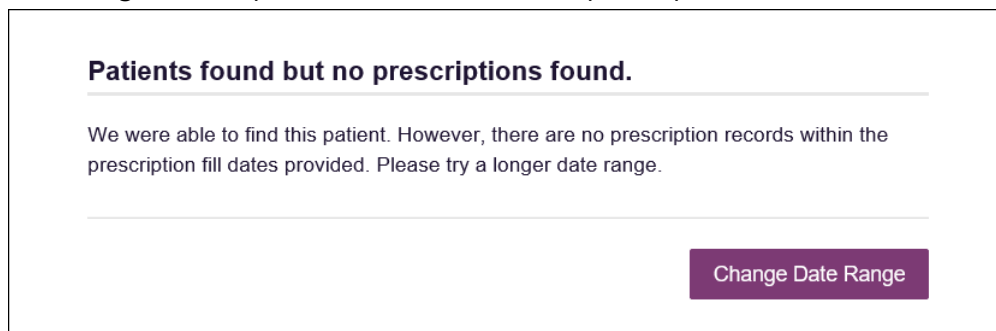 Patients found but no prescriptions found.
We were able to find this patient. However, there are no prescription records within the
prescription fill dates provided. Please try a longer date range.
Change Date Range